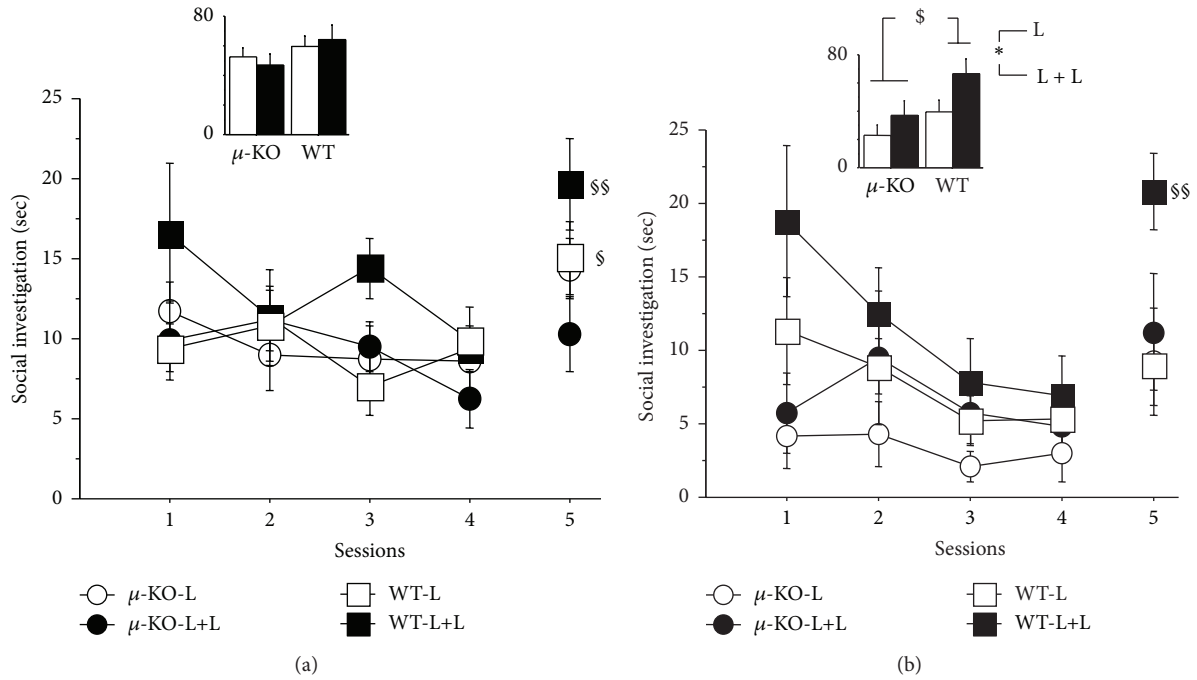 80
0
μ-KO WT
25
20
15
10
5
0
Social investigation (sec)
§§
§
1 2 3 4 5
Sessions
μ-KO-L WT-L
μ-KO-L+L WT-L+L
(a)
$
L
*
L + L
80
0
μ-KO WT
25
20
15
10
5
0
Social investigation (sec)
§§
1 2 3 4 5
Sessions
μ-KO-L WT-L
μ-KO-L+L WT-L+L
(b)